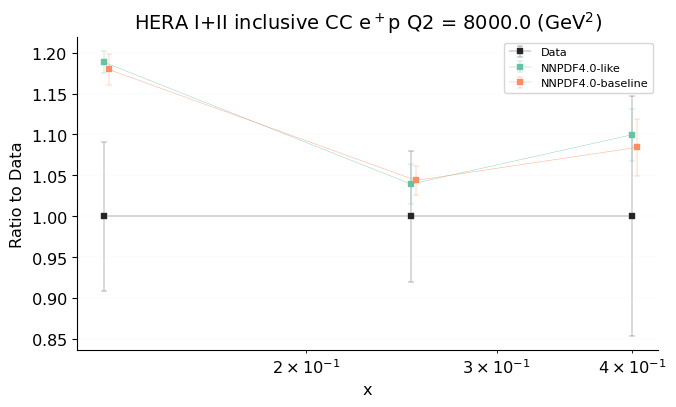 HERA I+II inclusive CC e⁺p Q2 = 8000.0 (GeV²)
Data
NNPDF4.0-like
NNPDF4.0-baseline
Ratio to Data
1.20
1.15
1.10
1.05
1.00
0.95
0.90
0.85
2 × 10⁻¹ 3 × 10⁻¹ 4 × 10⁻¹
x